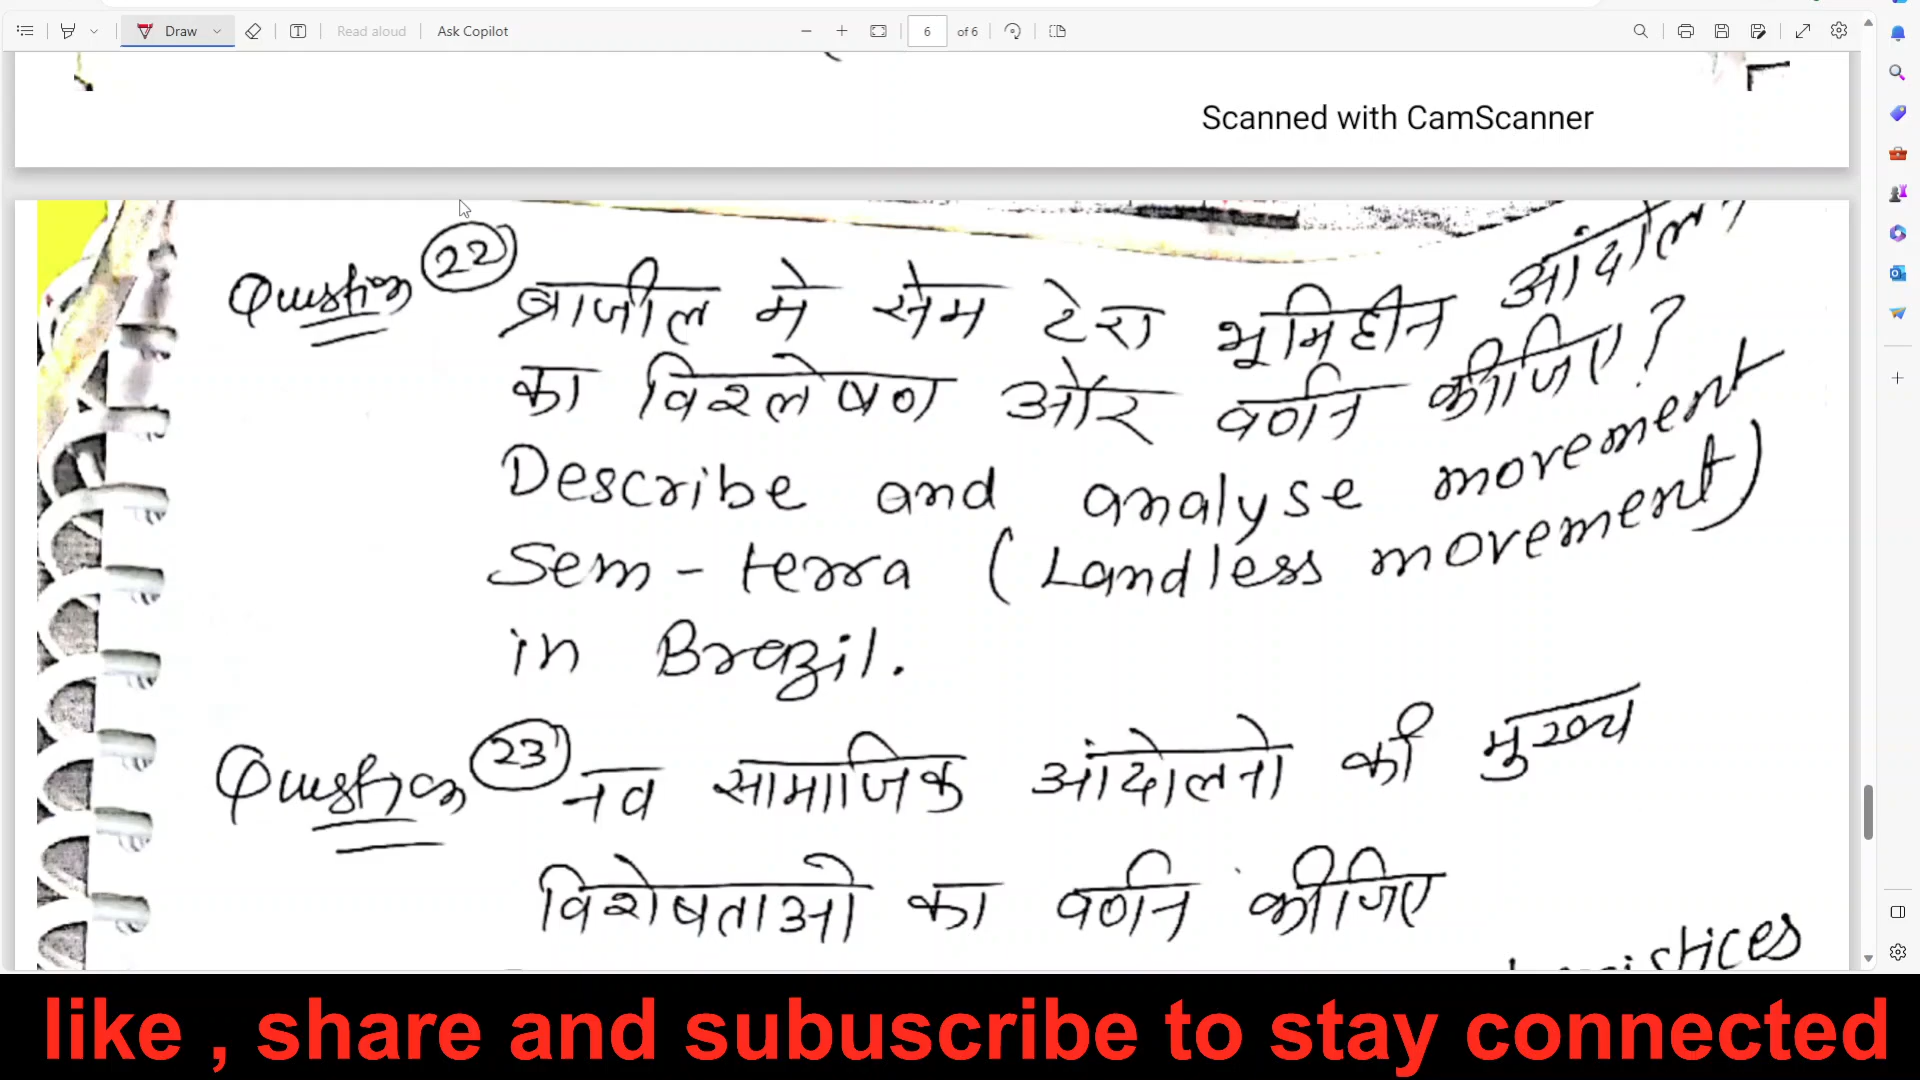 Draw
Read aloud
Ask Copilot
6
of 6
Scanned with CamScanner
Question 22 ब्राजील मे सेम टेरा भूमिहीन आंदोलन
का विश्लेषण और वर्णन कीजिए?
Describe and analyse movement
Sem - terra (Landless movement)
in Brazil.
Question 23 नव सामाजिक आंदोलनो की मुख्य
विशेषताओ का वर्णन कीजिए
like , share and subuscribe to stay connected